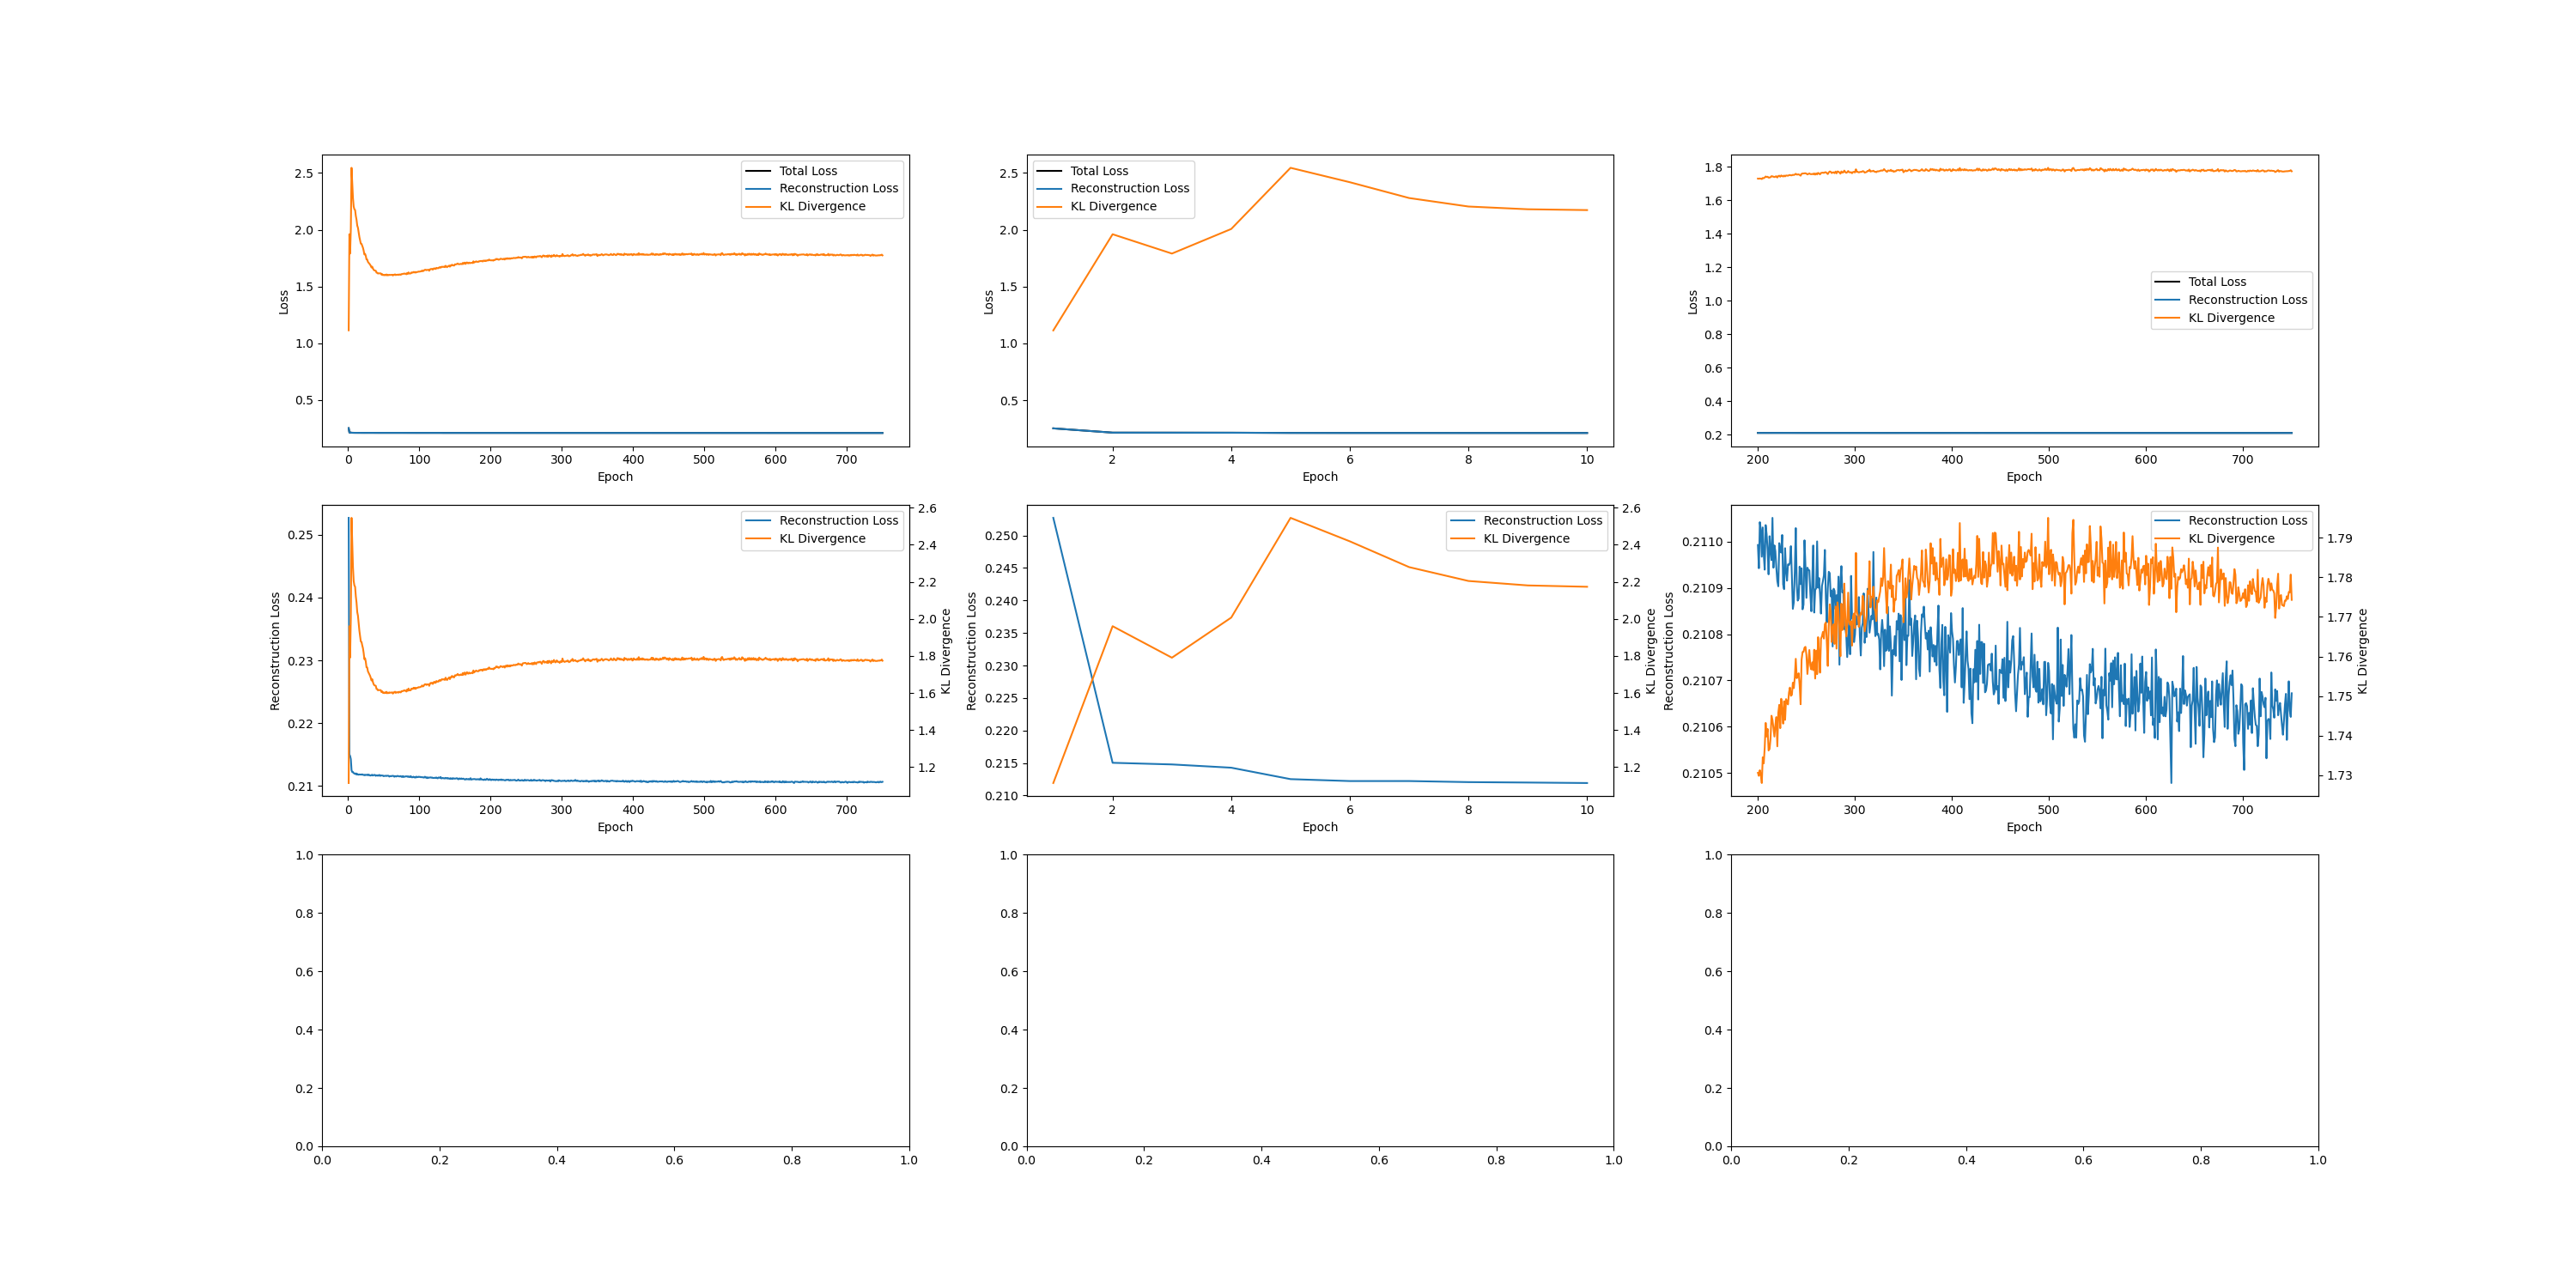 2.5
2.0
1.5
1.0
0.5
Loss
0 100 200 300 400 500 600 700
Epoch
Total Loss
Reconstruction Loss
KL Divergence
2.5
2.0
1.5
1.0
0.5
Loss
2 4 6 8 10
Epoch
Total Loss
Reconstruction Loss
KL Divergence
1.8
1.6
1.4
1.2
1.0
0.8
0.6
0.4
0.2
Loss
200 300 400 500 600 700
Epoch
Total Loss
Reconstruction Loss
KL Divergence
0.25
0.24
0.23
0.22
0.21
Reconstruction Loss
0 100 200 300 400 500 600 700
Epoch
Reconstruction Loss
KL Divergence
2.6
2.4
2.2
2.0
1.8
1.6
1.4
1.2
KL Divergence
0.250
0.245
0.240
0.235
0.230
0.225
0.220
0.215
0.210
Reconstruction Loss
2 4 6 8 10
Epoch
Reconstruction Loss
KL Divergence
2.6
2.4
2.2
2.0
1.8
1.6
1.4
1.2
KL Divergence
0.2110
0.2109
0.2108
0.2107
0.2106
0.2105
Reconstruction Loss
200 300 400 500 600 700
Epoch
Reconstruction Loss
KL Divergence
1.79
1.78
1.77
1.76
1.75
1.74
1.73
KL Divergence
1.0
0.8
0.6
0.4
0.2
0.0
0.0 0.2 0.4 0.6 0.8 1.0
1.0
0.8
0.6
0.4
0.2
0.0
0.0 0.2 0.4 0.6 0.8 1.0
1.0
0.8
0.6
0.4
0.2
0.0
0.0 0.2 0.4 0.6 0.8 1.0